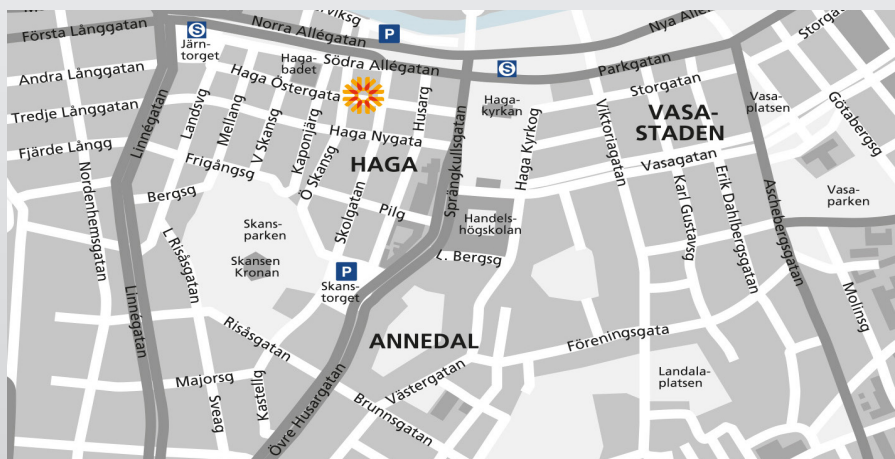 rviksg
Första Långgatan
Norra Allégatan
P
Nya Allé
Storgat
S
Järn-
torget
Haga-
badet
Södra Allégatan
S
Parkgatan
Andra Långgatan
Haga Östergata
Storgatan
Tredje Långgatan
Landsvg
Mellang
V Skansg
Kaponjärg
Husarg
Haga-
kyrkan
VASA-
STADEN
Vasa-
platsen
Götabergsg
Fjärde Långg
Linnégatan
Haga Nygata
HAGA
Ö Skansg
Sprängkullsgatan
Haga Kyrkog
Viktoriagatan
Vasagatan
Nordenhemsgatan
Frigångsg
Bergsg
Skolgatan
Pilg
Handels-
högskolan
Karl Gustavsg
Erik Dahlbergsgatan
Aschebergsgatan
Vasa-
parken
Skans-
parken
L Risåsgatan
Skansen
Kronan
P
Skans-
torget
L. Bergsg
Molinsg
Linnégatan
Risåsgatan
ANNEDAL
Föreningsgata
Majorsg
Sveag
Kastellg
Övre Husargatan
Västergatan
Brunnsgatan
Landala-
platsen